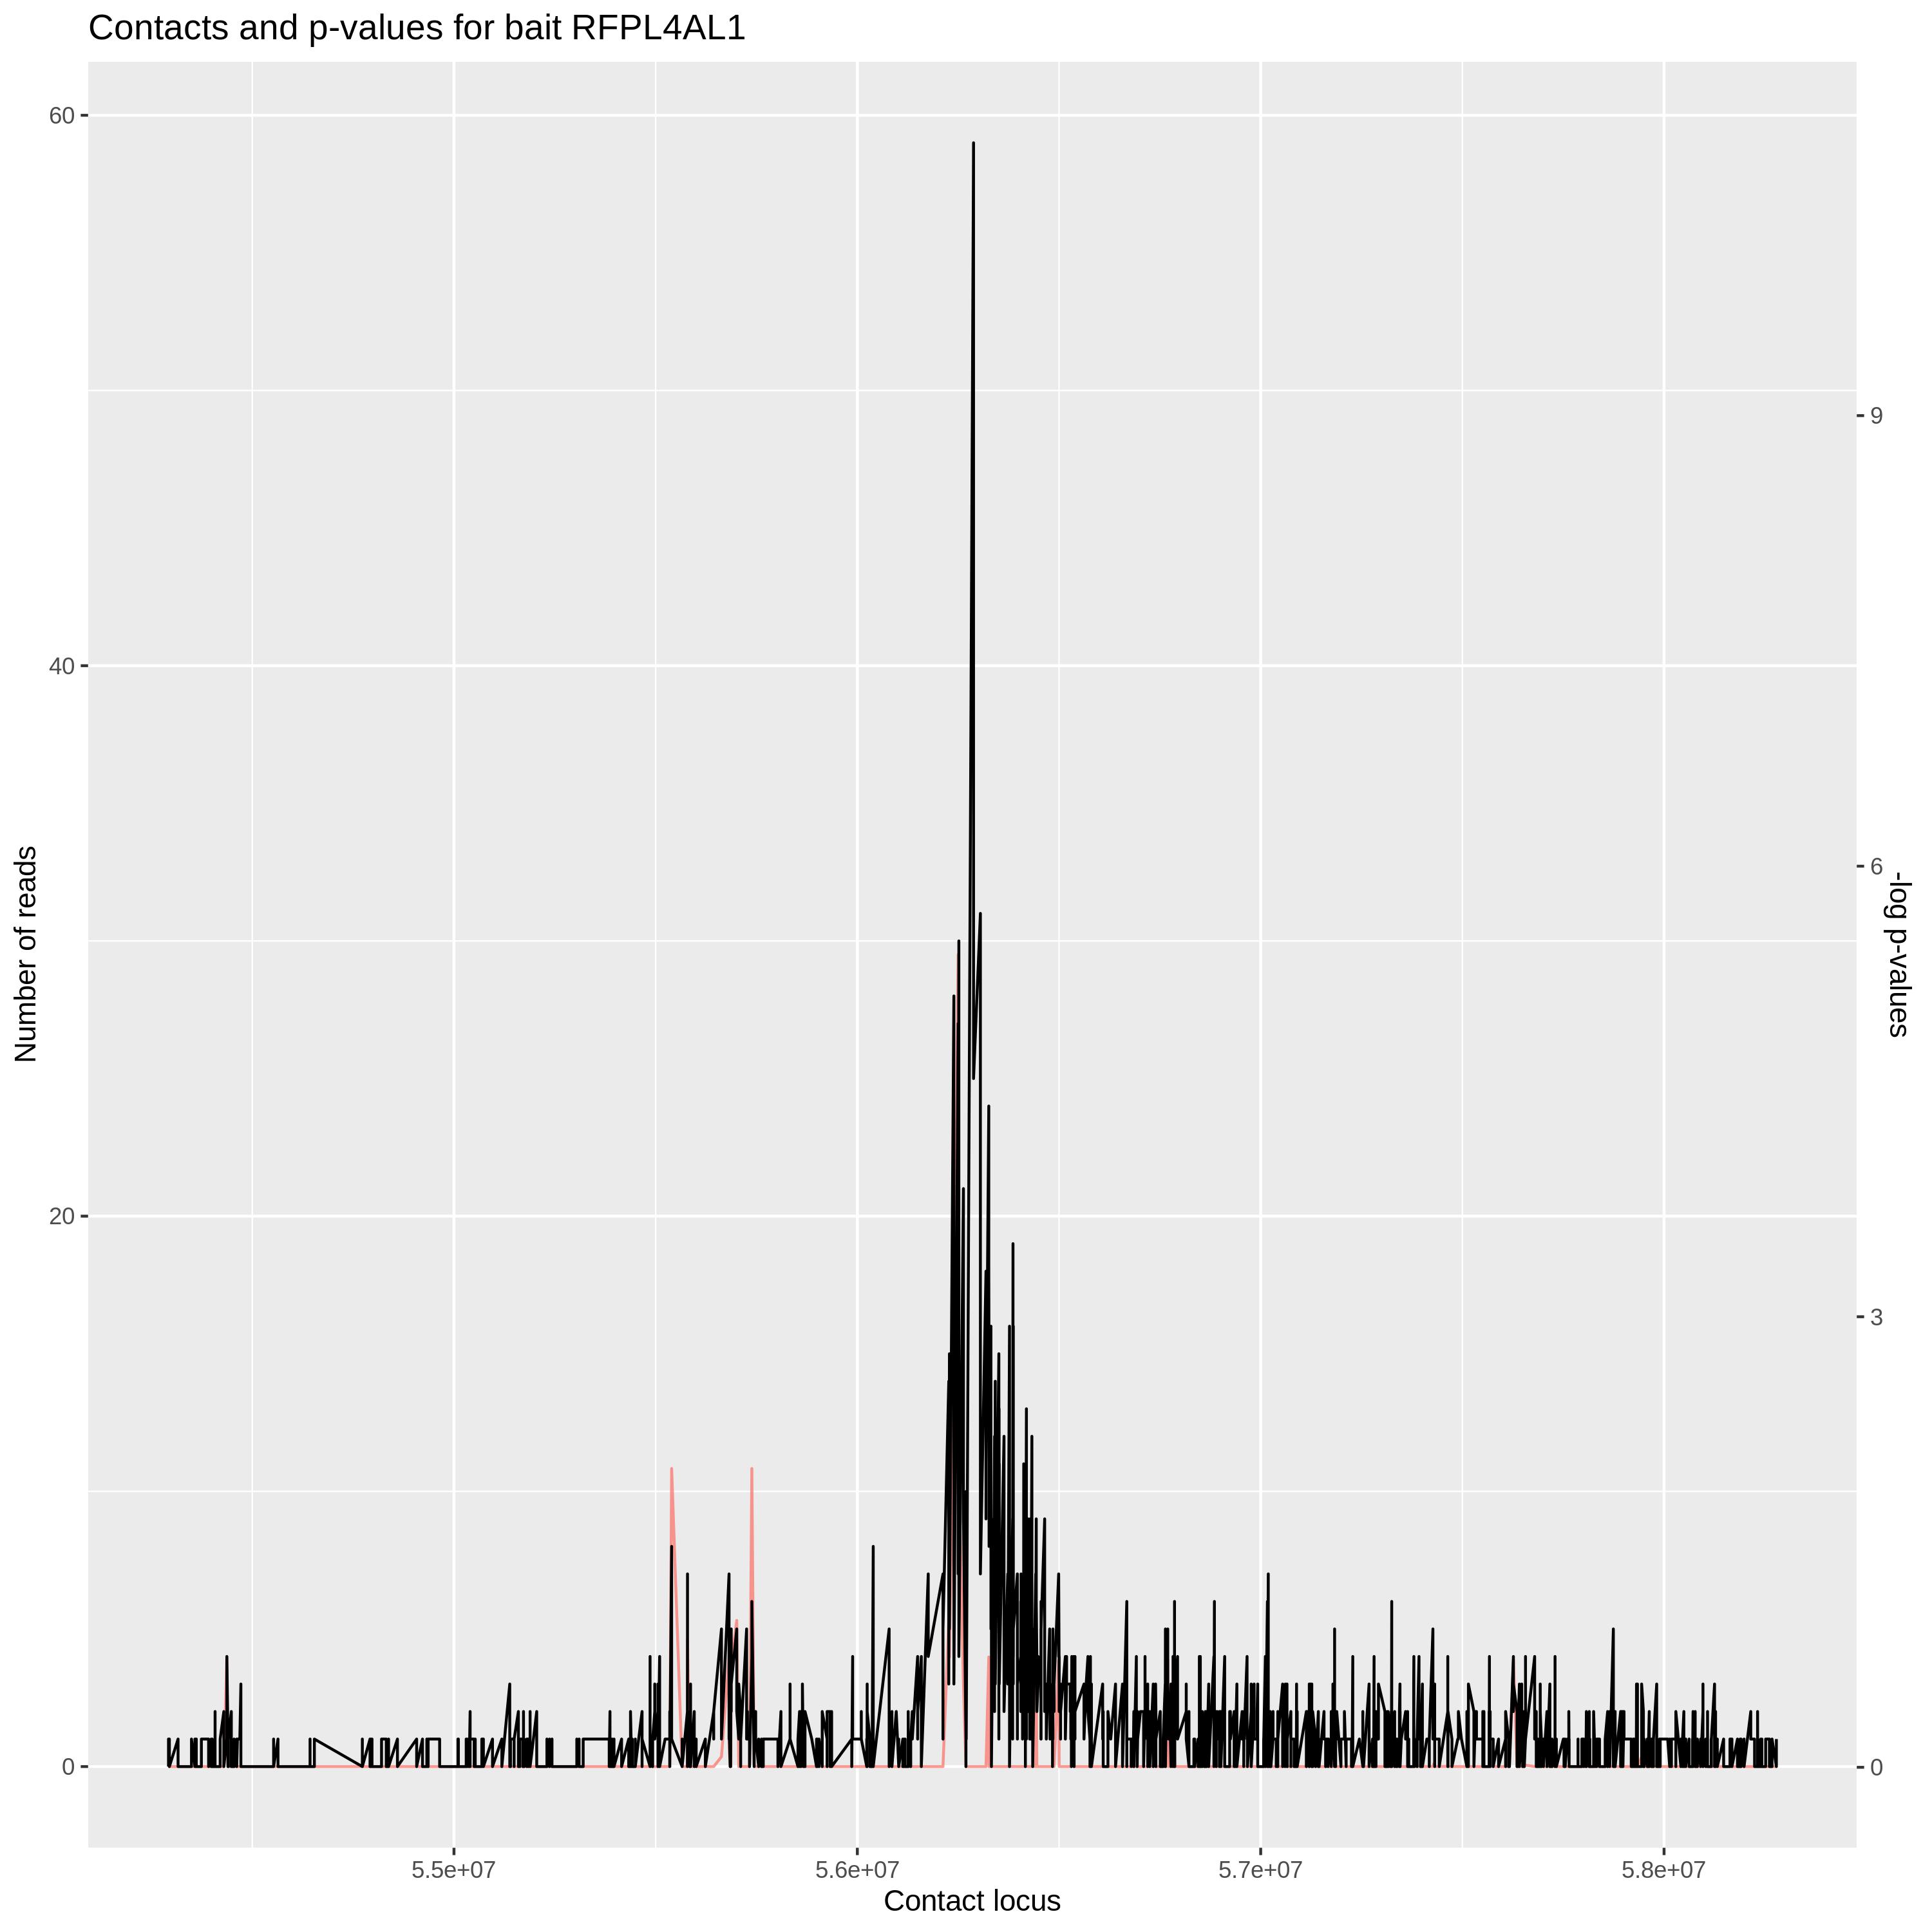 Contacts and p-values for bait RFPL4AL1
60
40
20
0
Number of reads
9
6
3
0
-log p-values
5.5e+07
5.6e+07
5.7e+07
5.8e+07
Contact locus